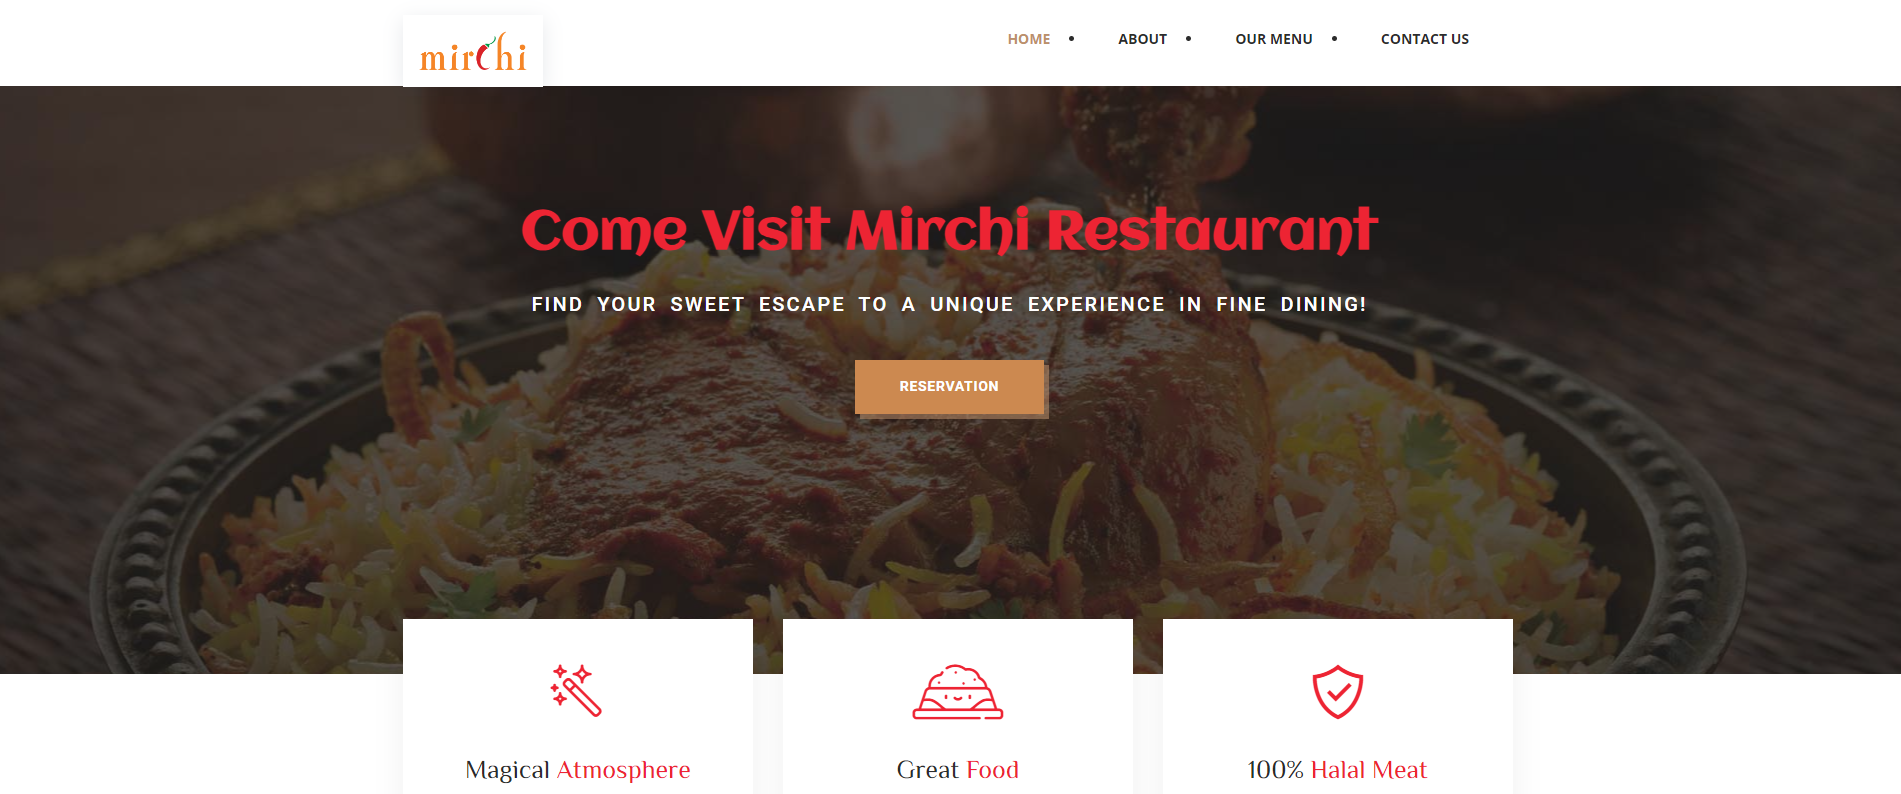 mirchi
HOME • ABOUT • OUR MENU • CONTACT US
Come Visit Mirchi Restaurant
FIND YOUR SWEET ESCAPE TO A UNIQUE EXPERIENCE IN FINE DINING!
RESERVATION
Magical Atmosphere
Great Food
100% Halal Meat